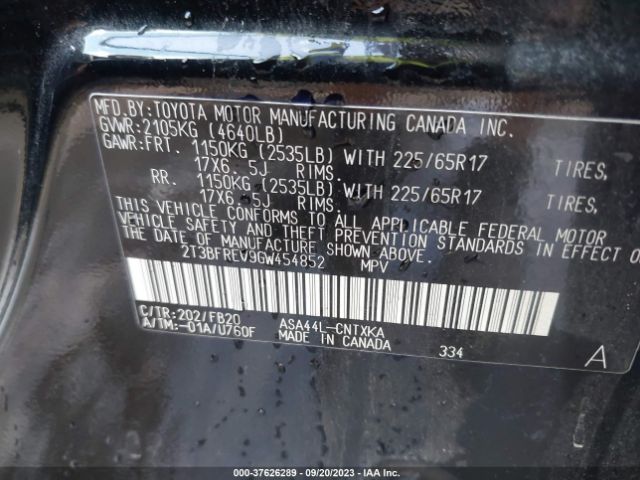 MFD.BY:TOYOTA MOTOR MANUFACTURING CANADA INC.
GVWR:2105KG (4640LB)
GAWR:FRT. 1150KG (2535LB) WITH 225/65R17 TIRES,
17X6.5J RIMS.
RR. 1150KG (2535LB) WITH 225/65R17 TIRES,
17X6.5J RIMS.
THIS VEHICLE CONFORMS TO ALL APPLICABLE FEDERAL MOTOR
VEHICLE SAFETY AND THEFT PREVENTION STANDARDS IN EFFECT O
THE DATE OF MANUFACTURE SHOWN ABOVE.
2T3BFREV9GW454852 MPV
C/TR:202/FB20 ASA44L-CNTXKA
A/TM:-01A/U760F MADE IN CANADA 334 A
000-37626289 - 09/20/2023 - IAA Inc.